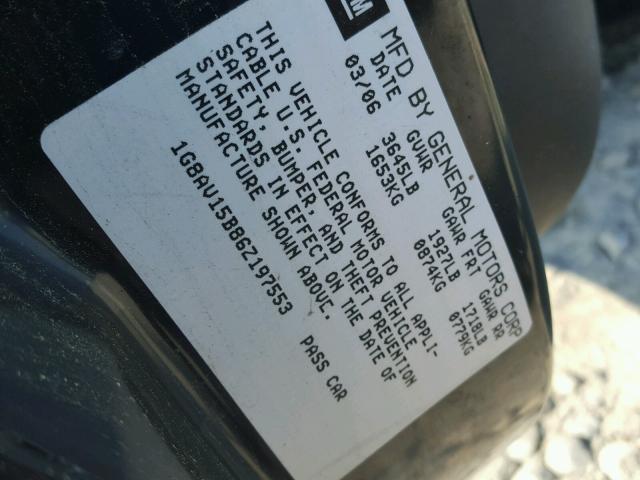 GM
MFD BY GENERAL MOTORS CORP
DATE GVWR GAWR FRT GAWR RR
03/06 3645LB 1927LB 1718LB
1653KG 0874KG 0779KG
THIS VEHICLE CONFORMS TO ALL APPLI-
CABLE U.S. FEDERAL MOTOR VEHICLE
SAFETY, BUMPER, AND THEFT PREVENTION
STANDARDS IN EFFECT ON THE DATE OF
MANUFACTURE SHOWN ABOVE.
1G8AV15B86Z197553 PASS CAR